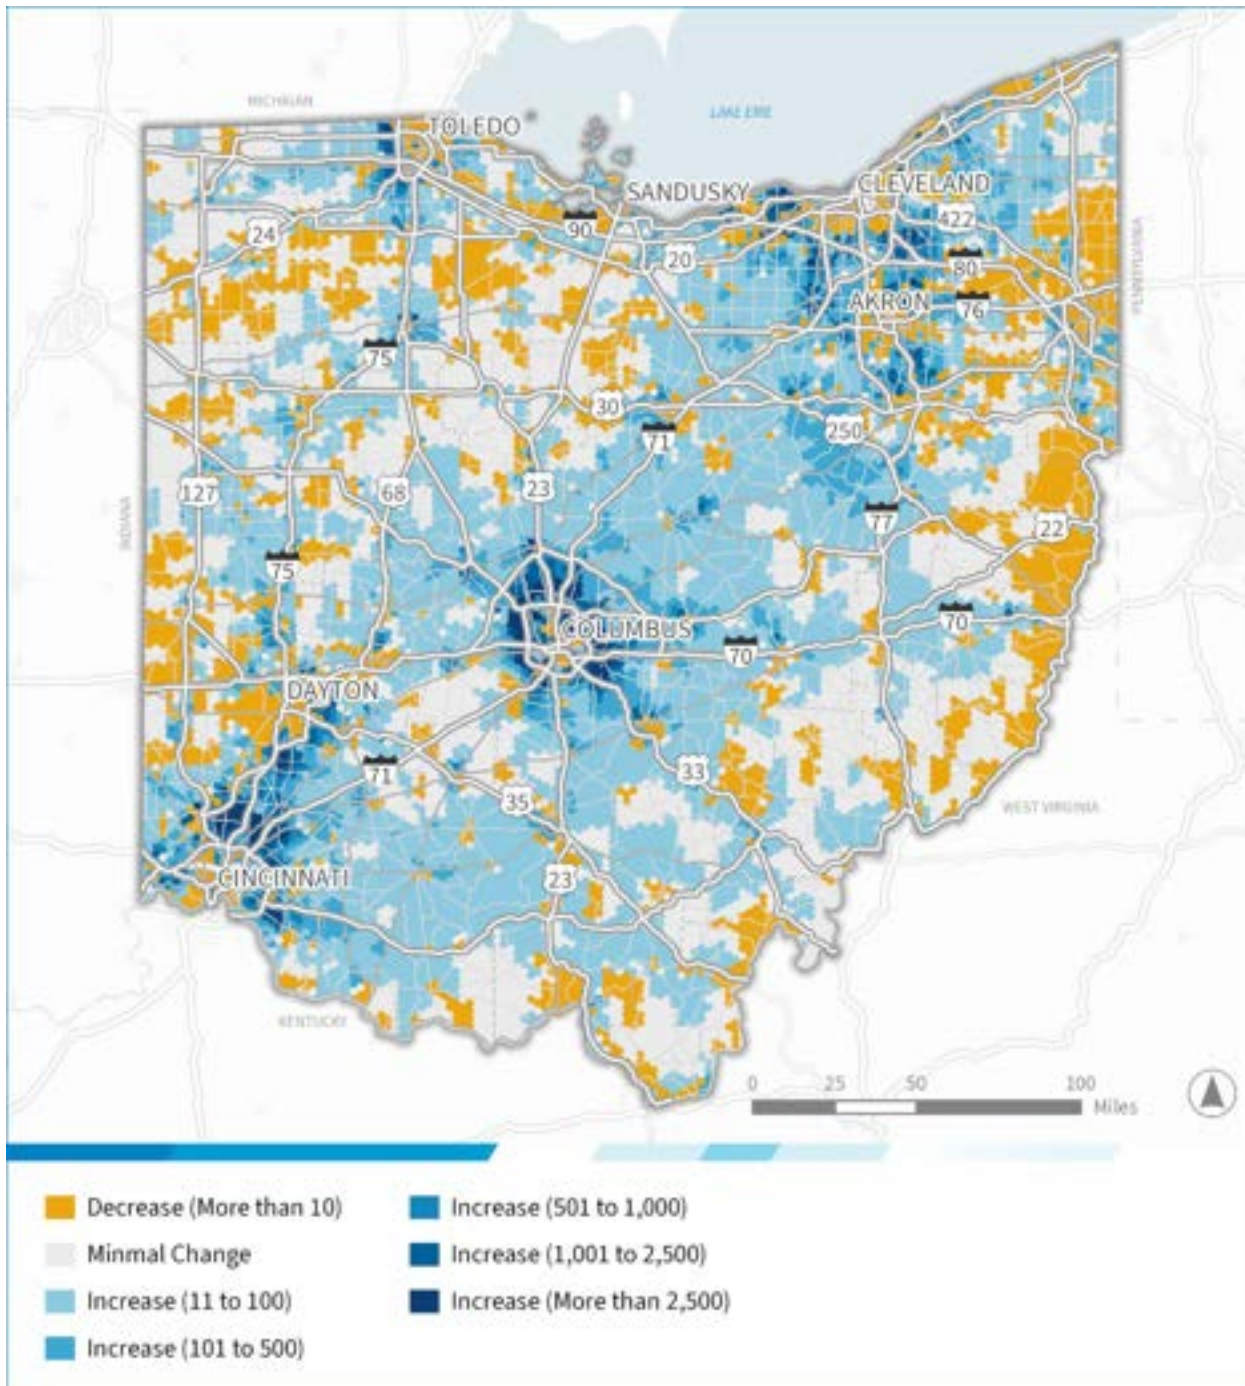 MICHIGAN
TOLEDO
LAKE ERIE
SANDUSKY
CLEVELAND
90
422
24
20
80
PENNSYLVANIA
AKRON
76
75
30
71
250
127
68
23
77
22
INDIANA
75
COLUMBUS
70
70
DAYTON
71
33
35
WEST VIRGINIA
CINCINNATI
23
KENTUCKY
0 25 50 100
Miles
Decrease (More than 10)
Minmal Change
Increase (11 to 100)
Increase (101 to 500)
Increase (501 to 1,000)
Increase (1,001 to 2,500)
Increase (More than 2,500)